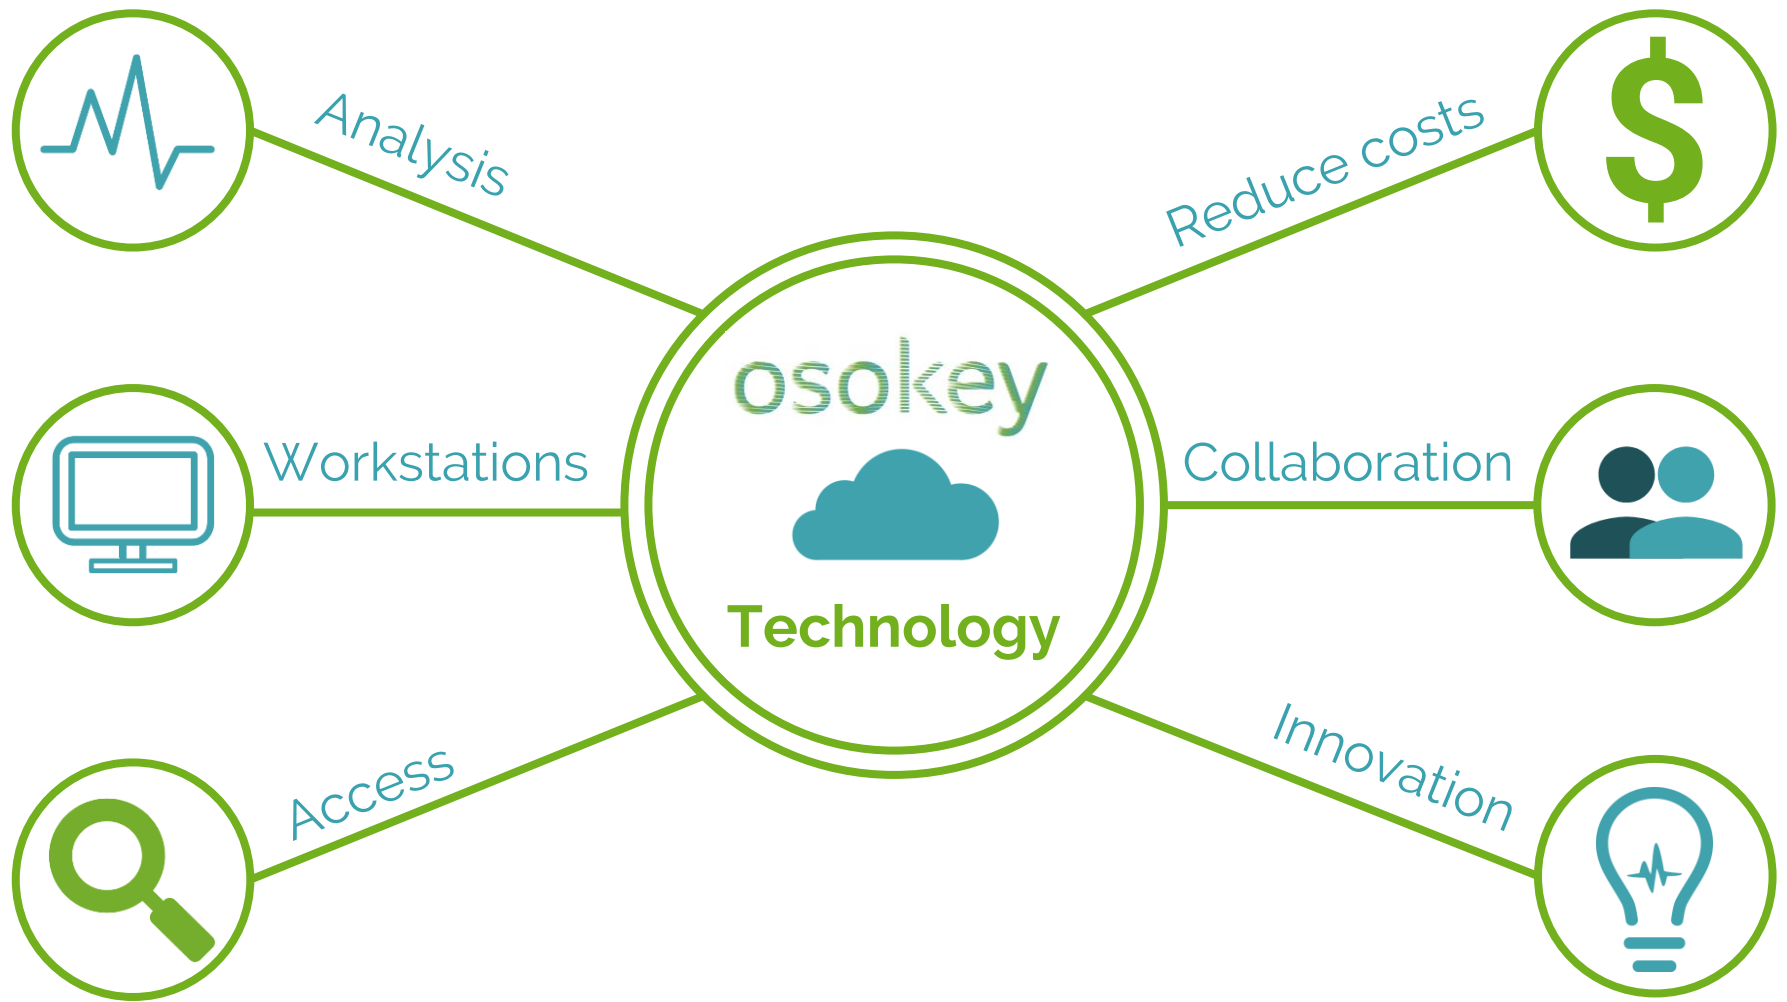 Analysis
Reduce costs
osokey
Workstations
Collaboration
Technology
Access
Innovation